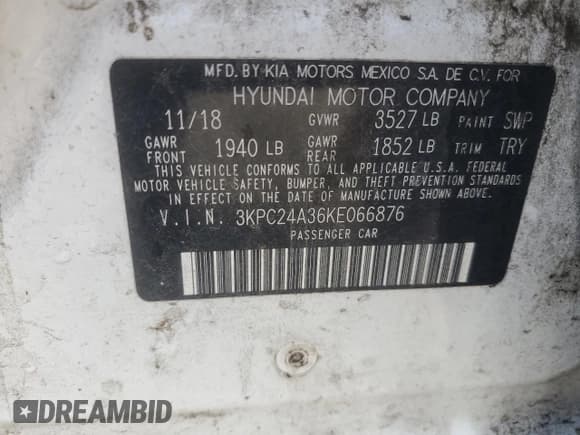 MFD. BY KIA MOTORS MEXICO S.A. DE C.V. FOR
HYUNDAI MOTOR COMPANY
11/18 GVWR 3527 LB PAINT SWP
GAWR FRONT 1940 LB GAWR REAR 1852 LB TRIM TRY
THIS VEHICLE CONFORMS TO ALL APPLICABLE U.S.A. FEDERAL
MOTOR VEHICLE SAFETY, BUMPER, AND THEFT PREVENTION STANDARDS
IN EFFECT ON THE DATE OF MANUFACTURE SHOWN ABOVE.
V.I.N. 3KPC24A36KE066876
PASSENGER CAR
DREAMBID